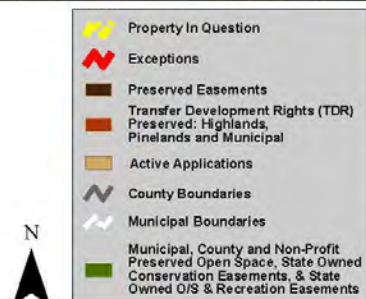 Property In Question
Exceptions
Preserved Easements
Transfer Development Rights (TDR)
Preserved: Highlands,
Pinelands and Municipal
Active Applications
County Boundaries
Municipal Boundaries
N
Municipal, County and Non-Profit
Preserved Open Space, State Owned
Conservation Easements, & State
Owned O/S & Recreation Easements